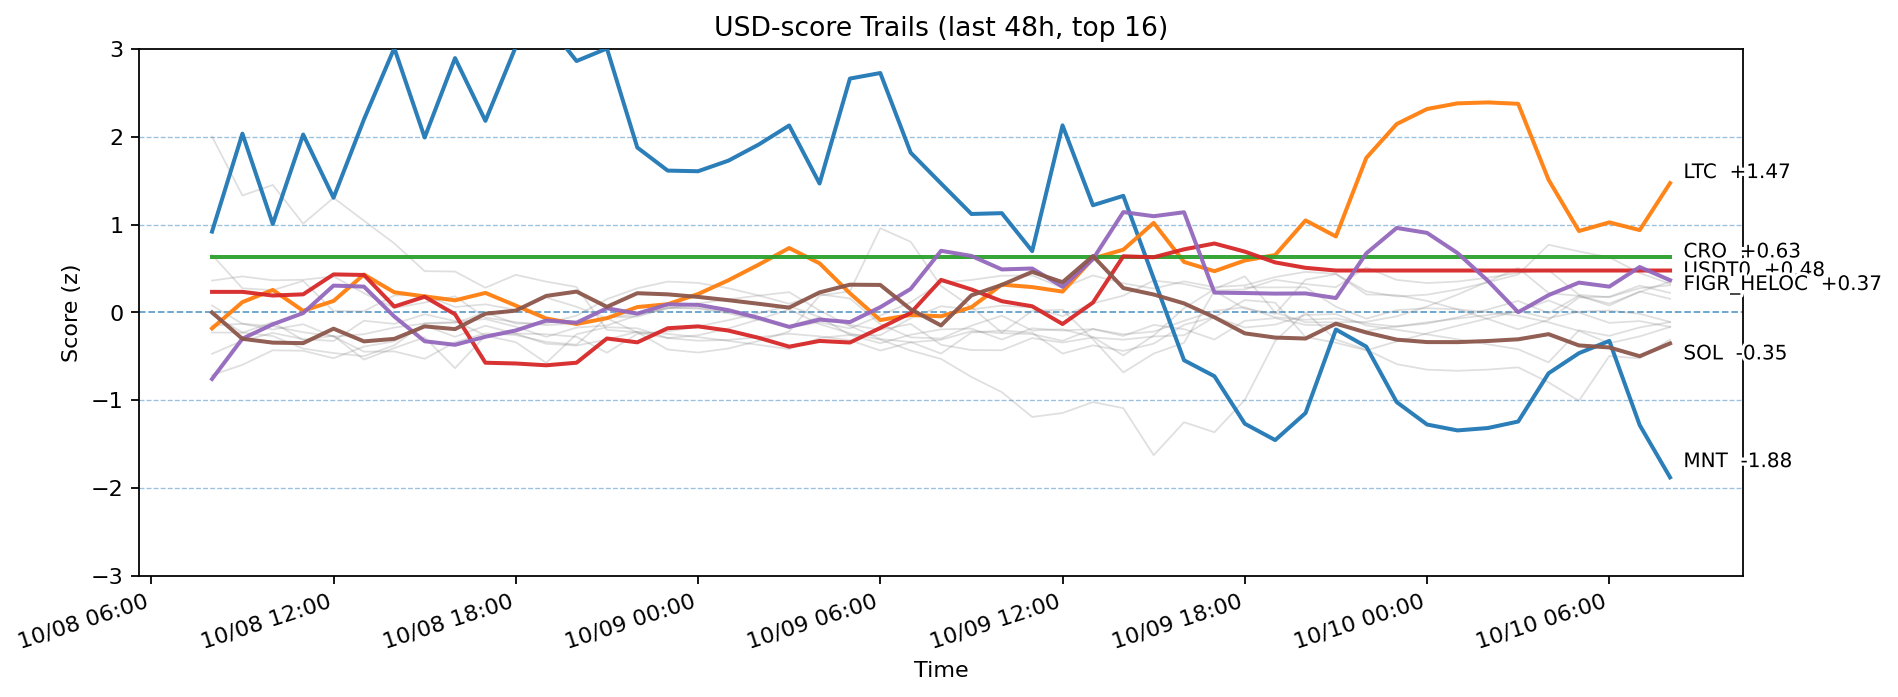 USD-score Trails (last 48h, top 16)
3
2
1
0
−1
−2
−3
Score (z)
LTC +1.47
CRO +0.63
USDT0 +0.48
FIGR_HELOC +0.37
SOL -0.35
MNT -1.88
10/08 06:00
10/08 12:00
10/08 18:00
10/09 00:00
10/09 06:00
10/09 12:00
10/09 18:00
10/10 00:00
10/10 06:00
Time